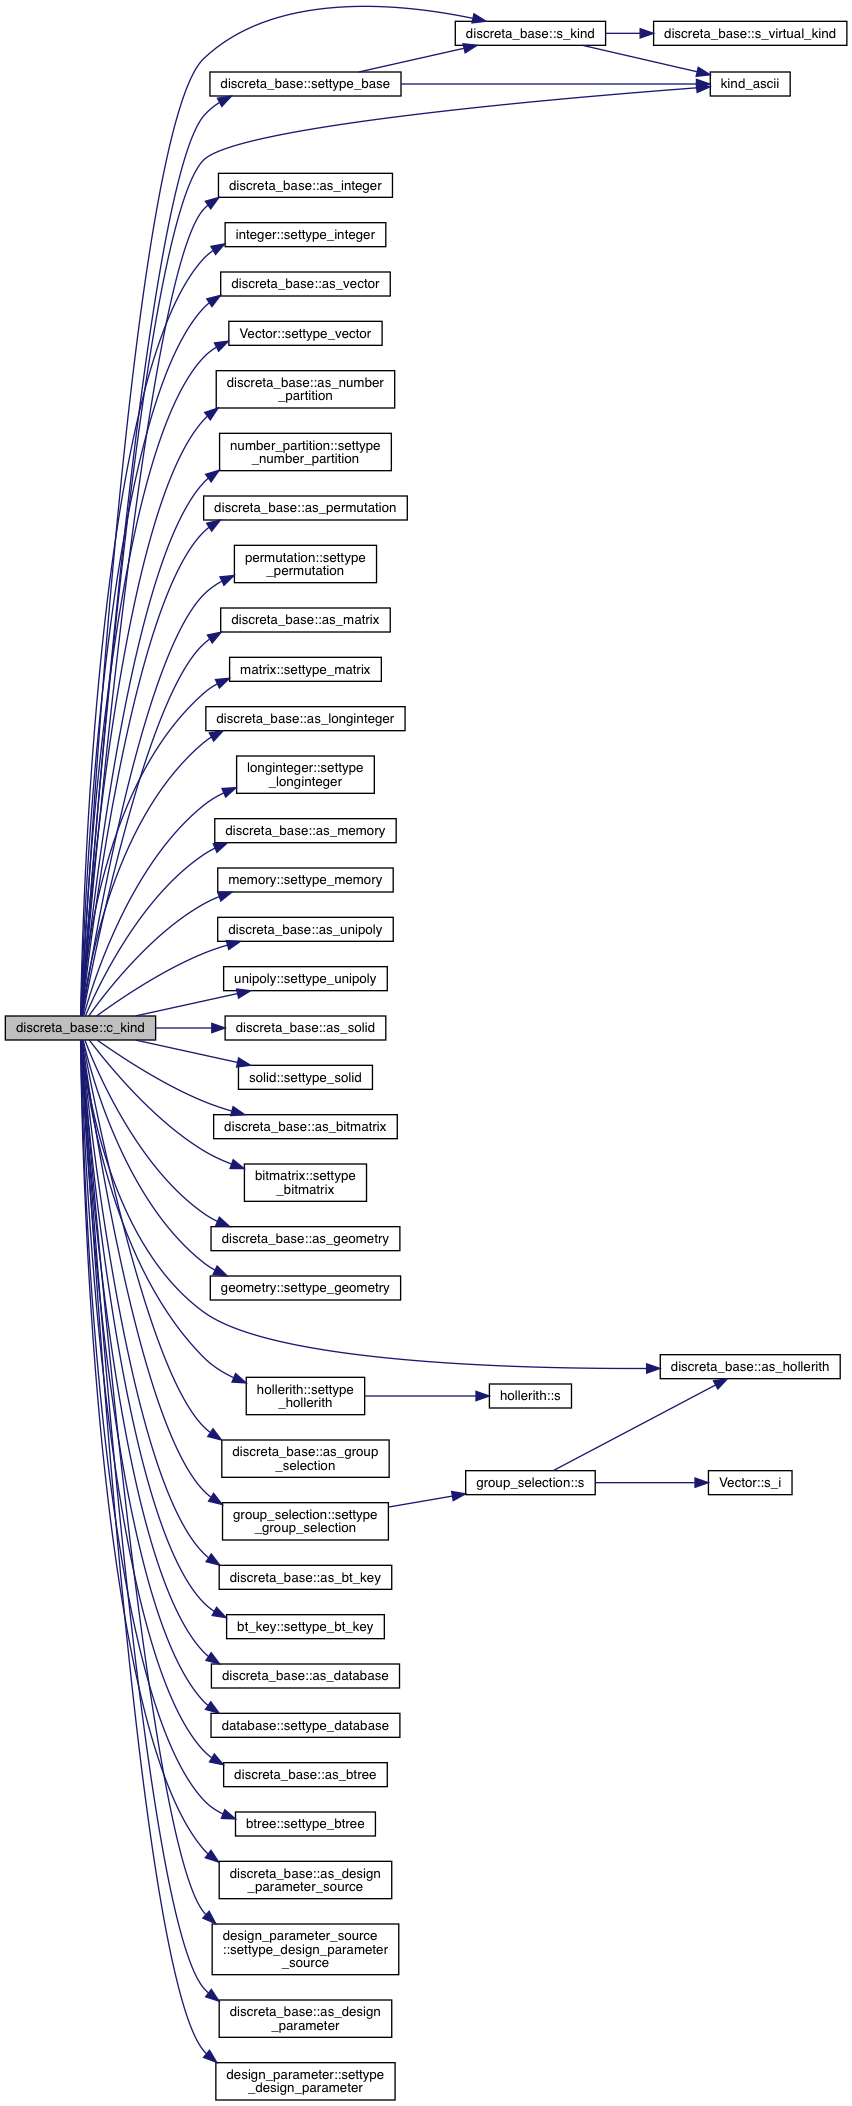 discreta_base::s_kind
discreta_base::s_virtual_kind
discreta_base::settype_base
kind_ascii
discreta_base::as_integer
integer::settype_integer
discreta_base::as_vector
Vector::settype_vector
discreta_base::as_number
_partition
number_partition::settype
_number_partition
discreta_base::as_permutation
permutation::settype
_permutation
discreta_base::as_matrix
matrix::settype_matrix
discreta_base::as_longinteger
longinteger::settype
_longinteger
discreta_base::as_memory
memory::settype_memory
discreta_base::as_unipoly
unipoly::settype_unipoly
discreta_base::c_kind
discreta_base::as_solid
solid::settype_solid
discreta_base::as_bitmatrix
bitmatrix::settype
_bitmatrix
discreta_base::as_geometry
geometry::settype_geometry
discreta_base::as_hollerith
hollerith::settype
_hollerith
hollerith::s
discreta_base::as_group
_selection
group_selection::s
Vector::s_i
group_selection::settype
_group_selection
discreta_base::as_bt_key
bt_key::settype_bt_key
discreta_base::as_database
database::settype_database
discreta_base::as_btree
btree::settype_btree
discreta_base::as_design
_parameter_source
design_parameter_source
::settype_design_parameter
_source
discreta_base::as_design
_parameter
design_parameter::settype
_design_parameter